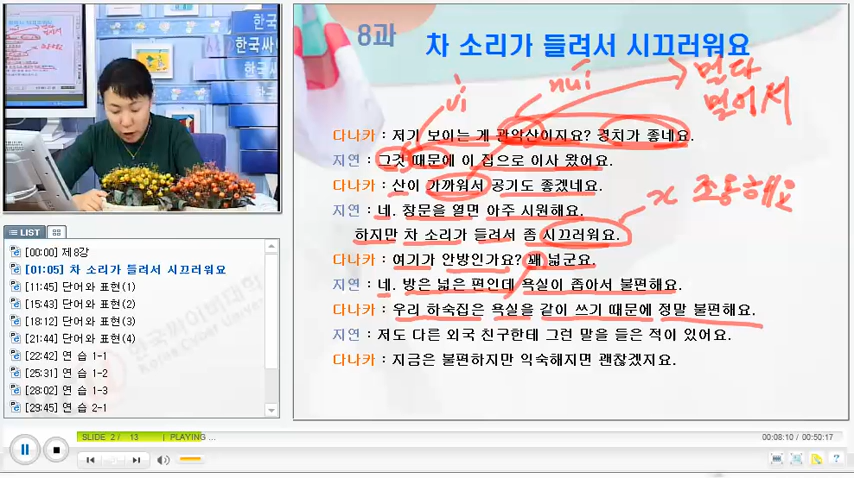 8과 차 소리가 들려서 시끄러워요
vì
núi
멀다
멀어서
다나카 : 저기 보이는 게 관악산이지요? 경치가 좋네요.
지연 : 그것 때문에 이 집으로 이사 왔어요.
다나카 : 산이 가까워서 공기도 좋겠네요.
지연 : 네. 창문을 열면 아주 시원해요.
x 조용해요
하지만 차 소리가 들려서 좀 시끄러워요.
다나카 : 여기가 안방인가요? 꽤 넓군요.
지연 : 네. 방은 넓은 편인데 욕실이 좁아서 불편해요.
다나카 : 우리 하숙집은 욕실을 같이 쓰기 때문에 정말 불편해요.
지연 : 저도 다른 외국 친구한테 그런 말을 들은 적이 있어요.
다나카 : 지금은 불편하지만 익숙해지면 괜찮겠지요.
LIST
[00:00] 제8강
[01:05] 차 소리가 들려서 시끄러워요
[11:45] 단어와 표현(1)
[15:43] 단어와 표현(2)
[18:12] 단어와 표현(3)
[21:44] 단어와 표현(4)
[22:42] 연 습 1-1
[25:31] 연 습 1-2
[28:02] 연 습 1-3
[29:45] 연 습 2-1
SLIDE 2 / 13 | PLAYING ...
00:08:10 / 00:50:17